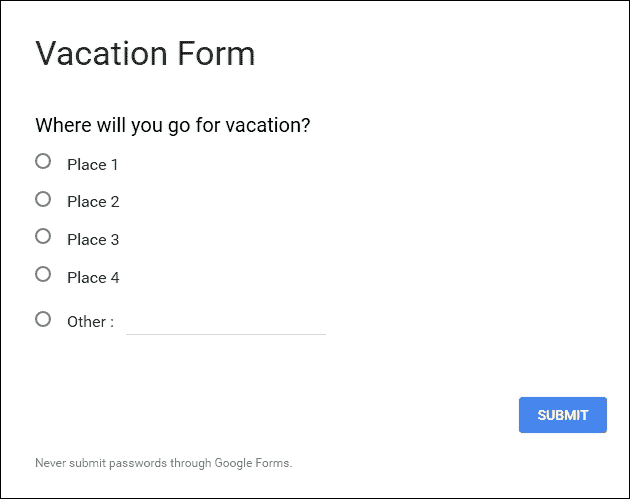 Vacation Form
Where will you go for vacation?
Place 1
Place 2
Place 3
Place 4
Other :
SUBMIT
Never submit passwords through Google Forms.